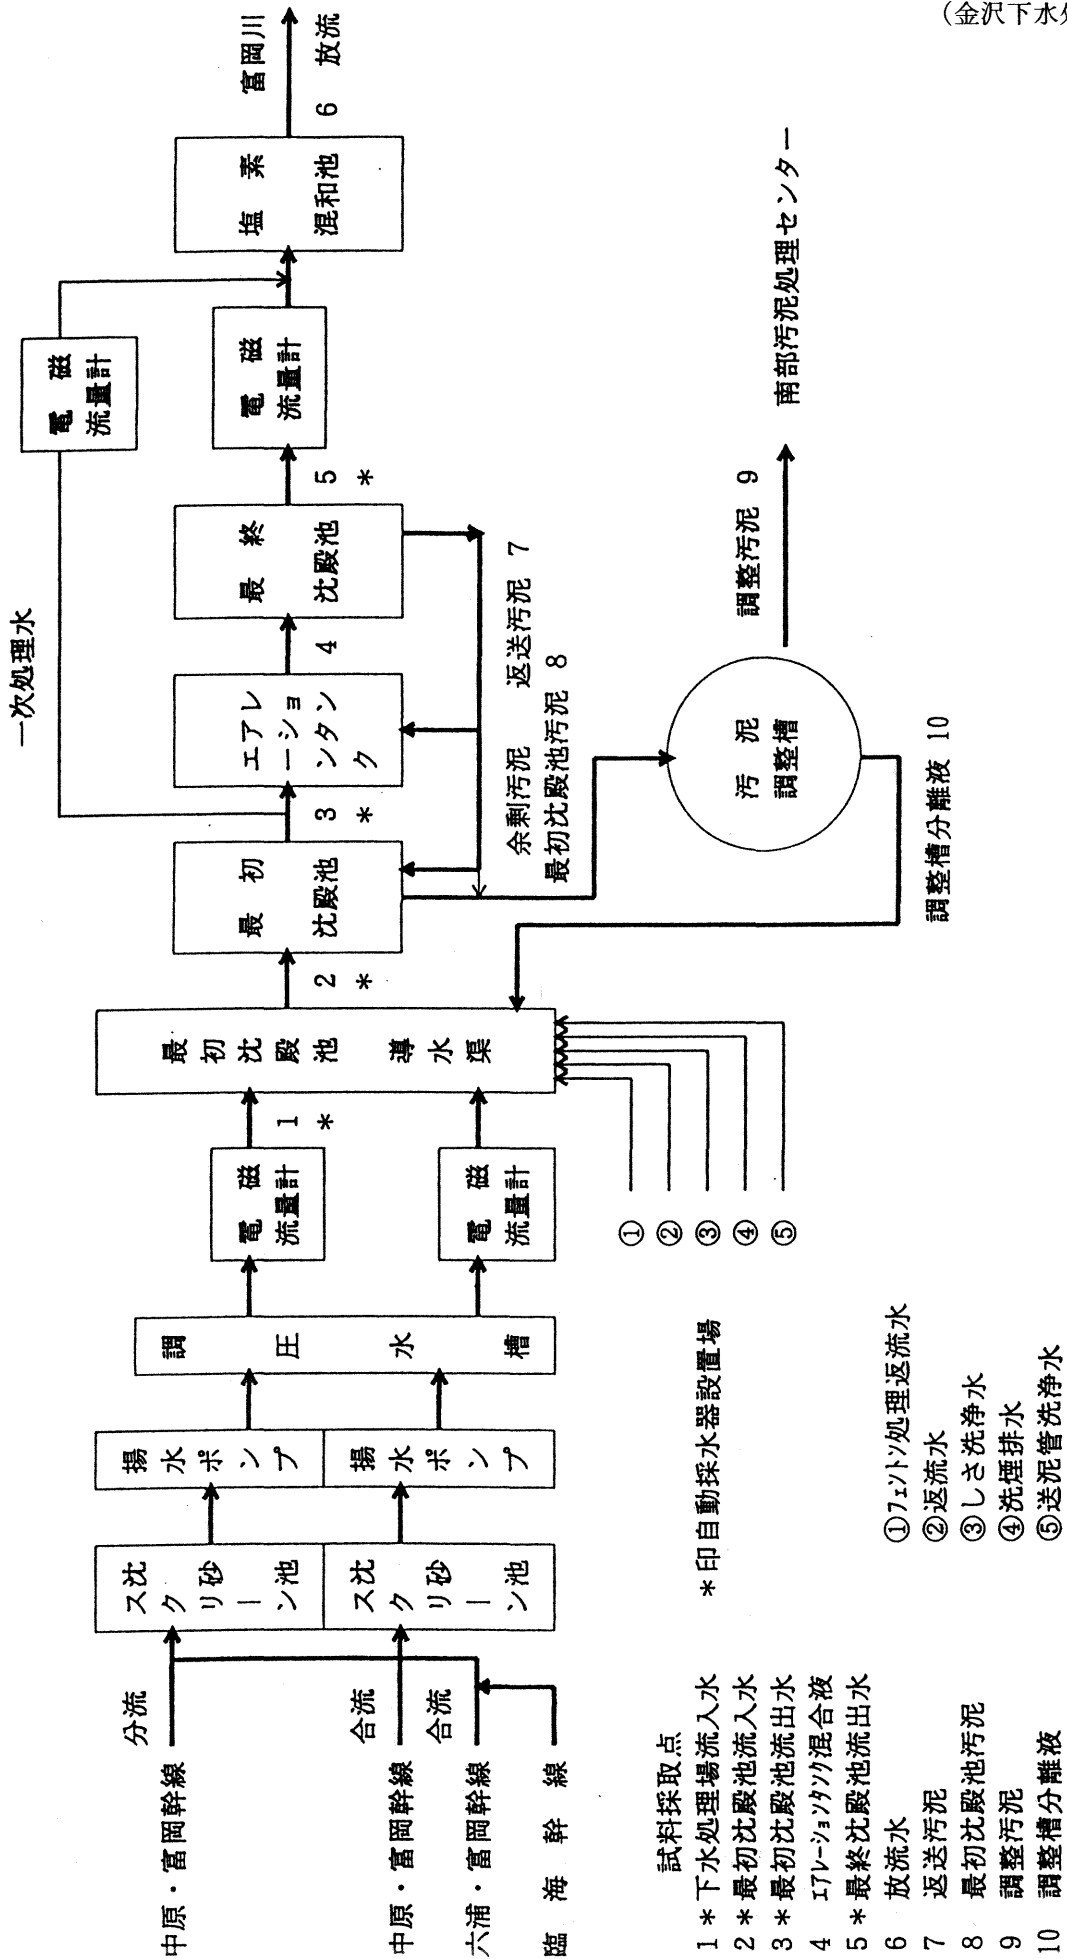 (金沢下水処
中原・富岡幹線
分流
中原・富岡幹線
合流
六浦・富岡幹線
合流
臨海幹線
スクリーン
沈砂池
スクリーン
沈砂池
揚水ポンプ
揚水ポンプ
調圧水槽
電磁
流量計
電磁
流量計
1
*
最初沈殿池 導水渠
①
②
③
④
⑤
2
*
最初
沈殿池
3
*
エアレ
ーショ
ンタン
ク
4
最終
沈殿池
5
*
電磁
流量計
一次処理水
電磁
流量計
塩素
混和池
富岡川
6 放流
余剰汚泥 返送汚泥 7
最初沈殿池汚泥 8
汚泥
調整槽
調整汚泥 9
南部汚泥処理センター
調整槽分離液 10
試料採取点
1 *下水処理場流入水
2 *最初沈殿池流入水
3 *最初沈殿池流出水
4 エアレーションタンク混合液
5 *最終沈殿池流出水
6 放流水
7 返送汚泥
8 最初沈殿池汚泥
9 調整汚泥
10 調整槽分離液
*印自動採水器設置場
①フェントン処理返流水
②返流水
③しさ洗浄水
④洗煙排水
⑤送泥管洗浄水